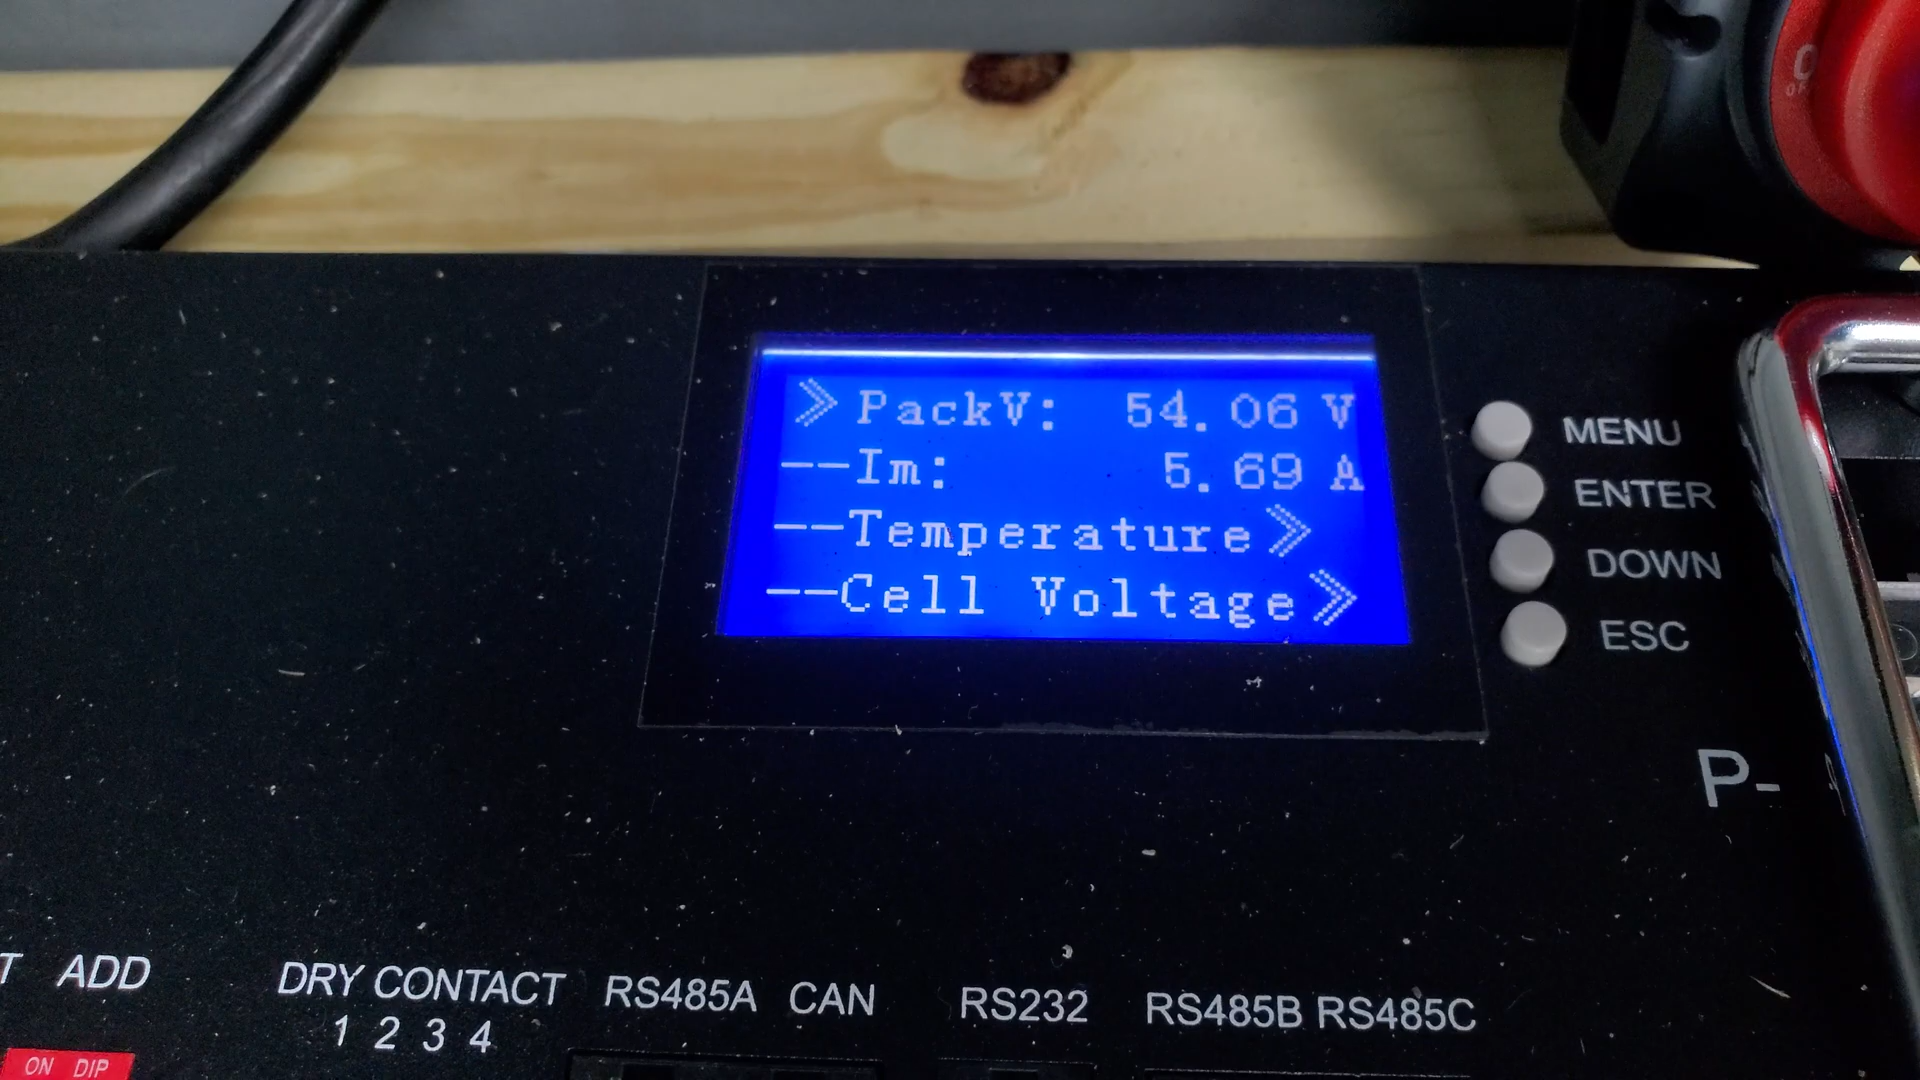 » PackV: 54.06 V
--Im: 5.69 A
--Temperature»
--Cell Voltage»
MENU
ENTER
DOWN
ESC
P-
ADD
DRY CONTACT
1 2 3 4
RS485A
CAN
RS232
RS485B
RS485C
ON DIP